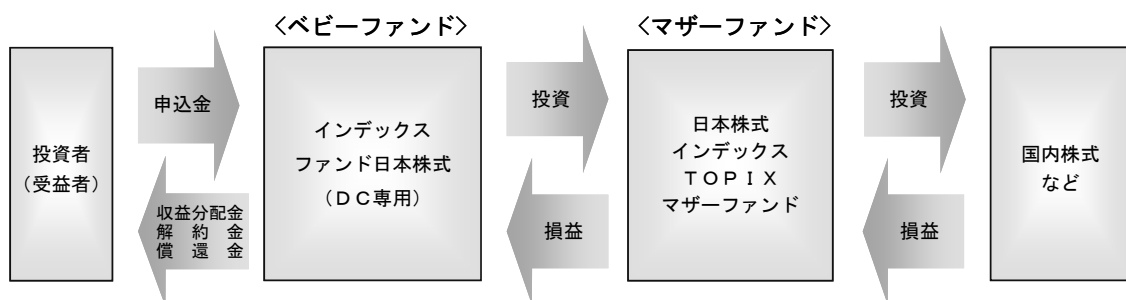 〈ベビーファンド〉
〈マザーファンド〉
投資者
（受益者）
申込金
収益分配金
解約金
償還金
インデックス
ファンド日本株式
（ＤＣ専用）
投資
損益
日本株式
インデックス
ＴＯＰＩＸ
マザーファンド
投資
損益
国内株式
など